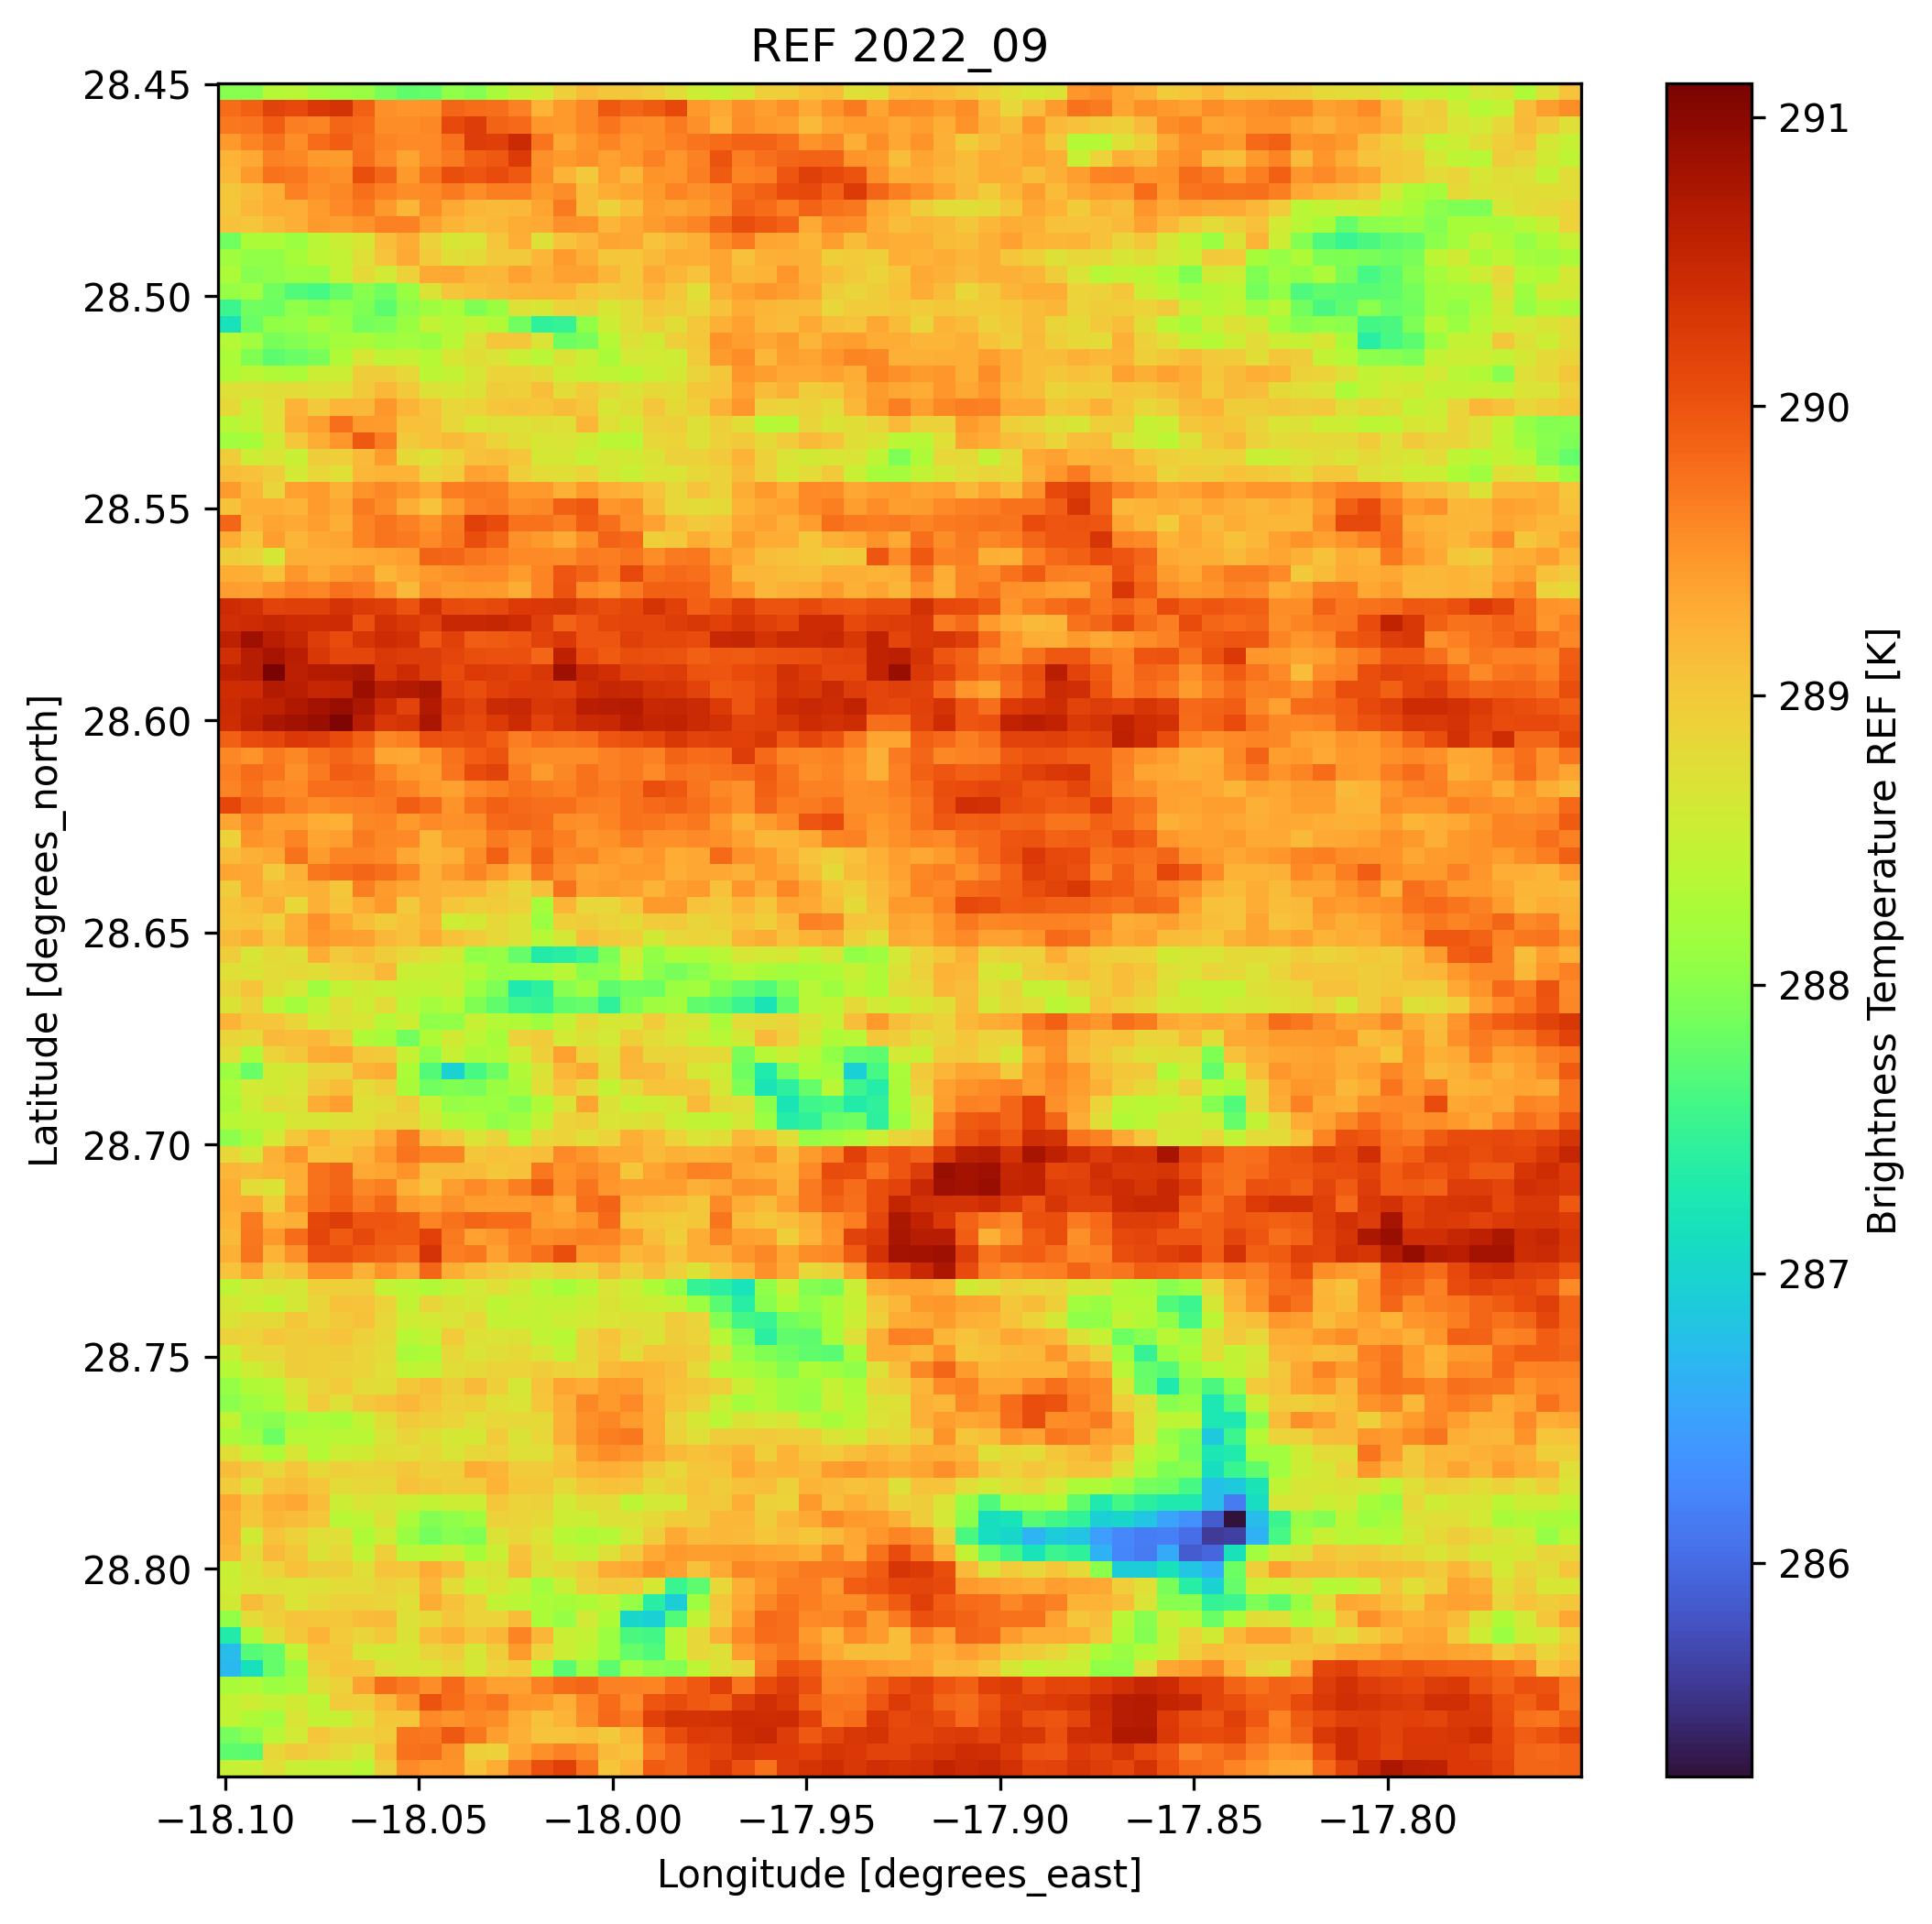 REF 2022_09
28.45
28.50
28.55
28.60
28.65
28.70
28.75
28.80
Latitude [degrees_north]
−18.10 −18.05 −18.00 −17.95 −17.90 −17.85 −17.80
Longitude [degrees_east]
291
290
289
288
287
286
Brightness Temperature REF [K]